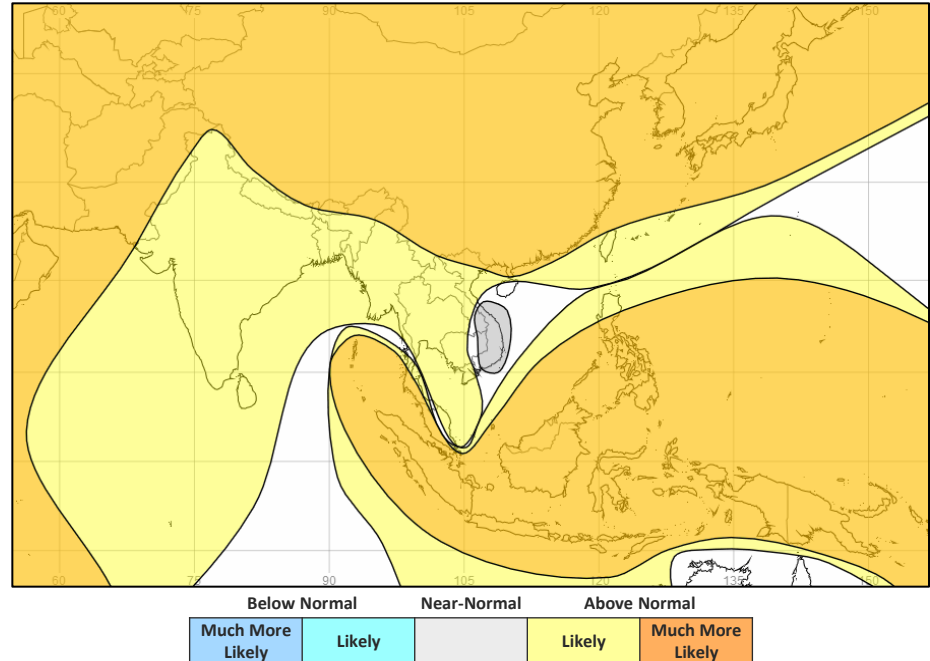 60 75 90 105 120 135 150
60 75 90 105 120 135 150
Below Normal Near-Normal Above Normal
Much More Likely Likely Much More
Likely Likely